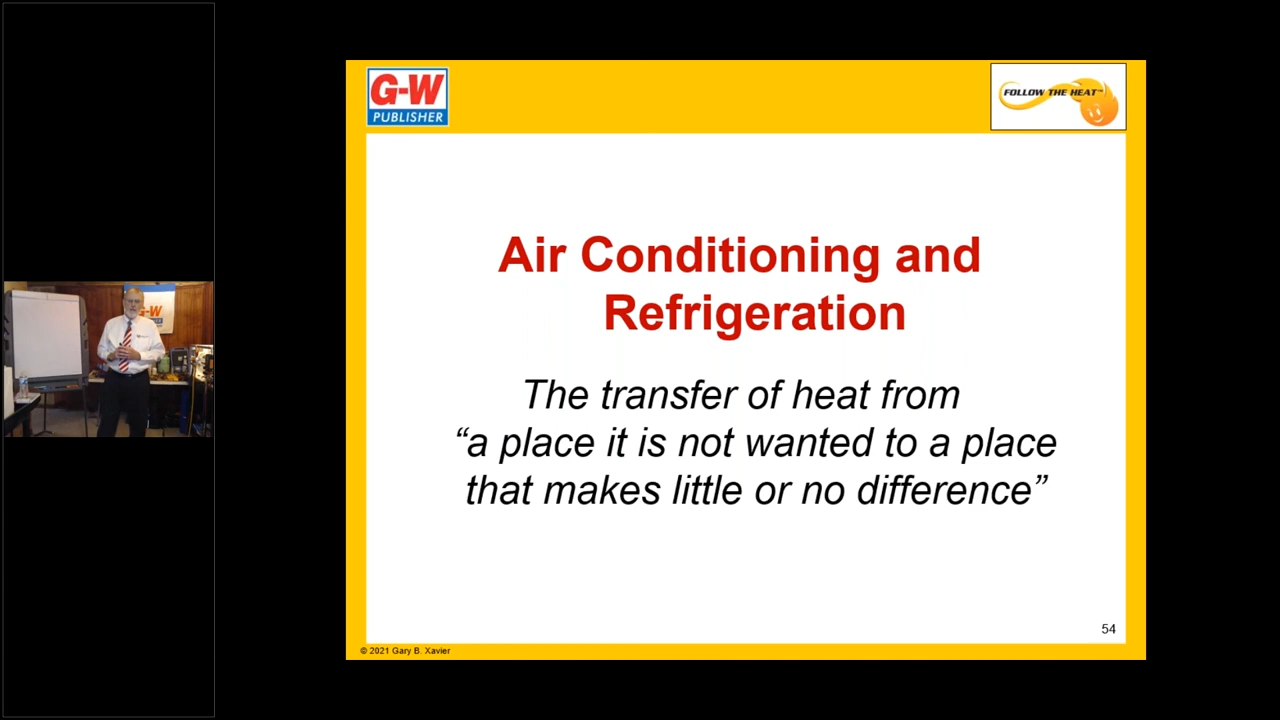 G-W
PUBLISHER
FOLLOW THE HEAT™
Air Conditioning and
Refrigeration
The transfer of heat from
“a place it is not wanted to a place
that makes little or no difference”
54
© 2021 Gary B. Xavier
G-W